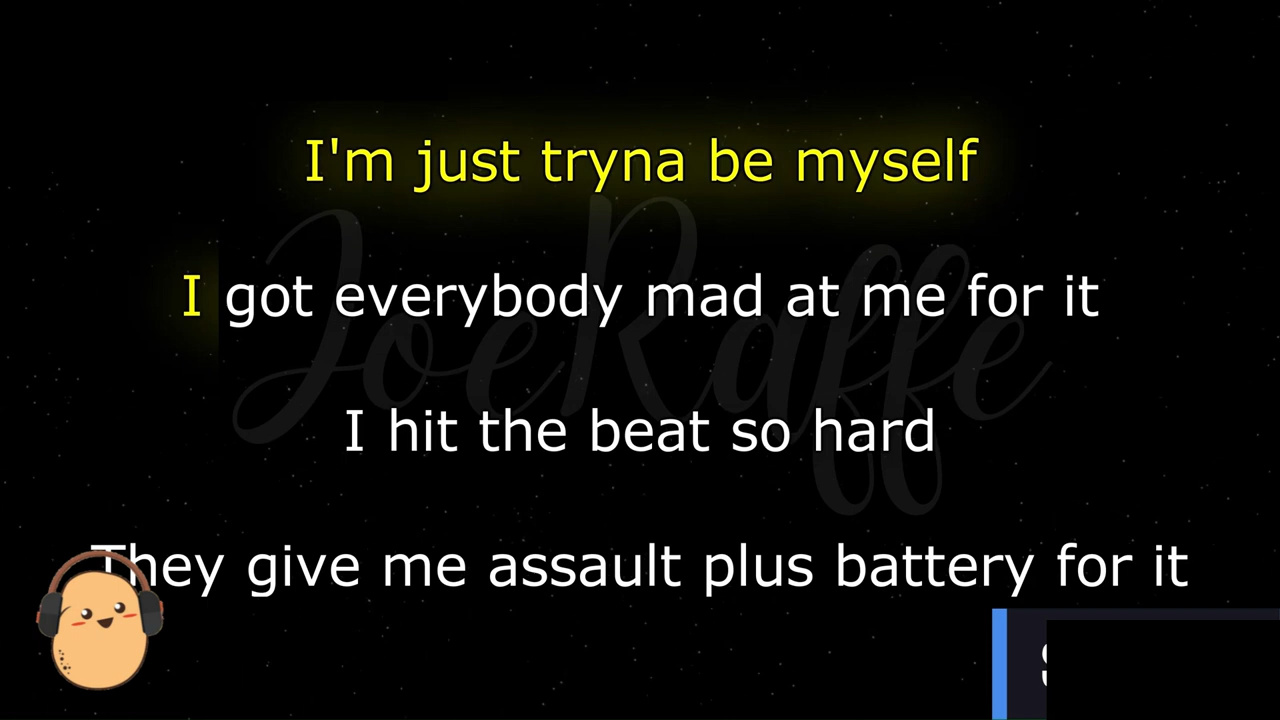 I'm just tryna be myself
I got everybody mad at me for it
JoeRaffe
I hit the beat so hard
They give me assault plus battery for it